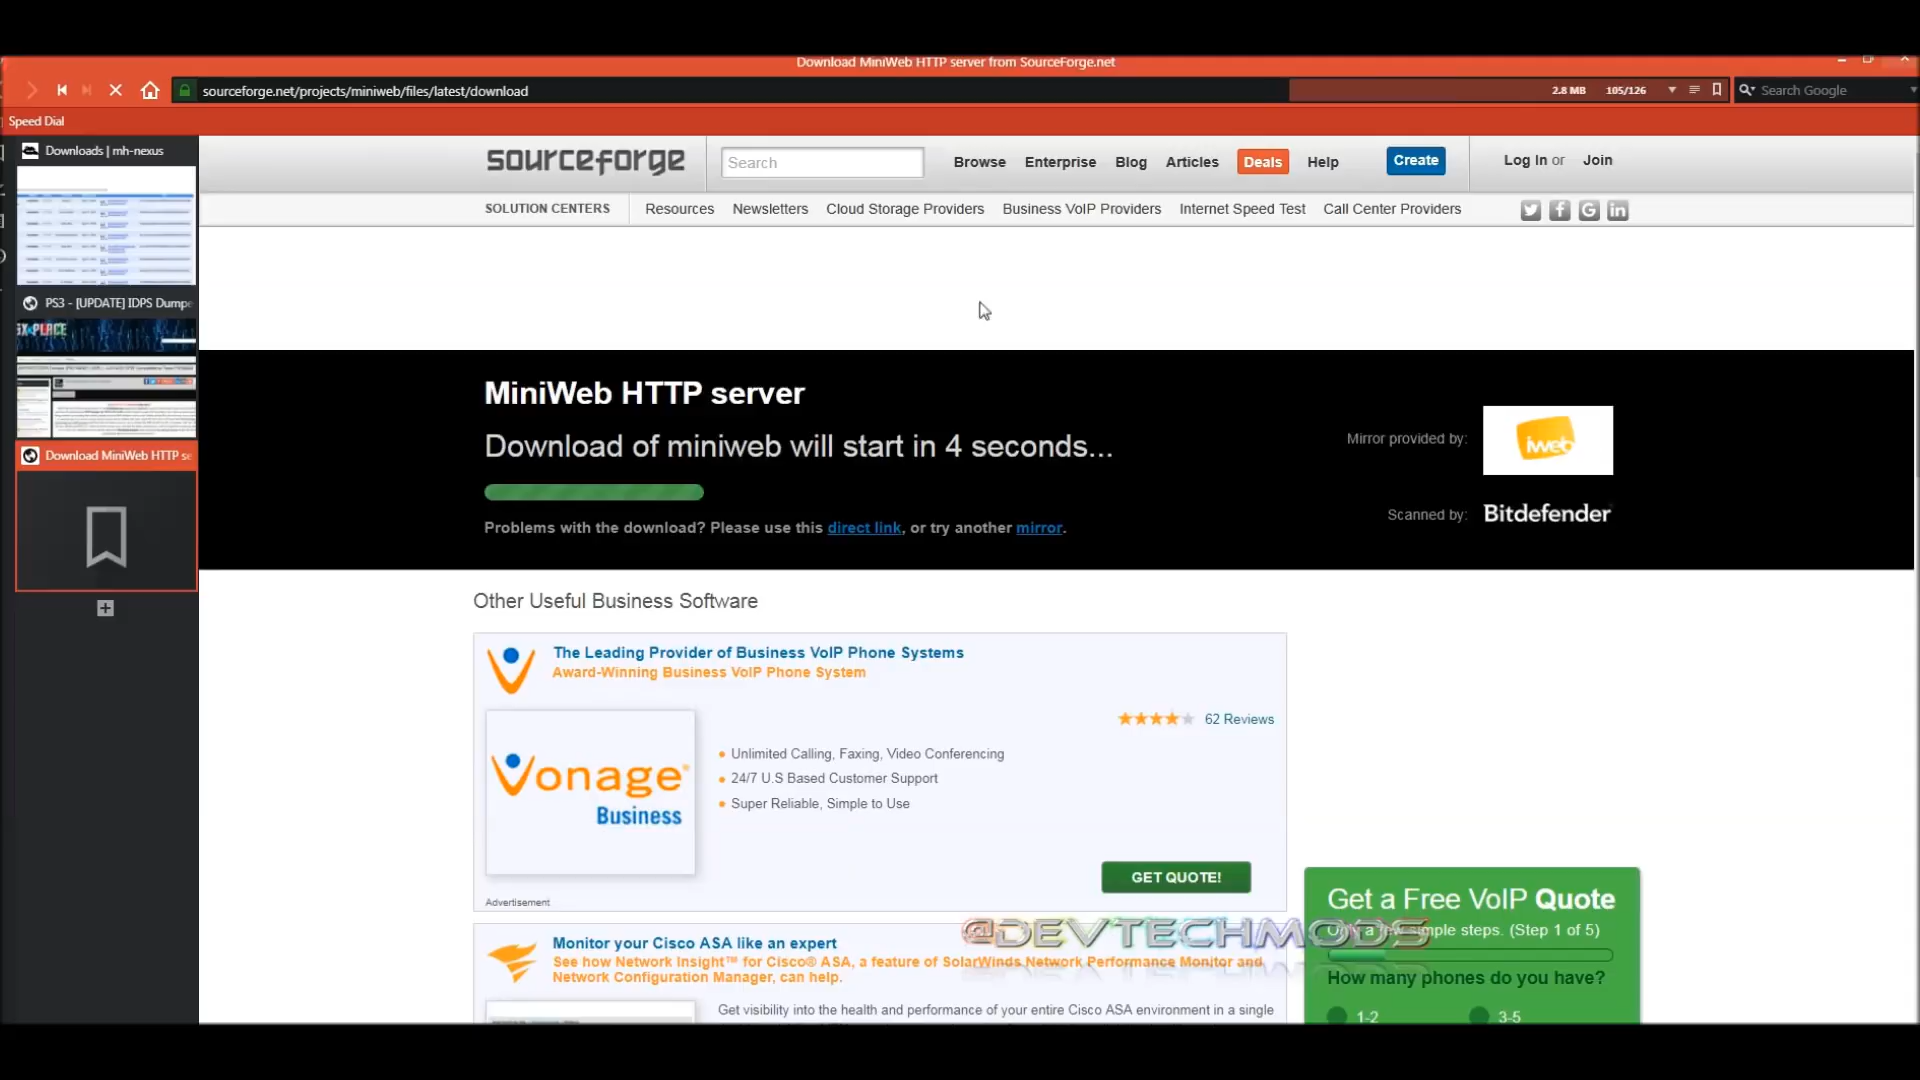 Download MiniWeb HTTP server from SourceForge.net
sourceforge.net/projects/miniweb/files/latest/download
2.8 MB
105/126
Search Google
Speed Dial
Downloads | mh-nexus
PS3 - [UPDATE] IDPS Dumpe
Download MiniWeb HTTP se
sourceforge
Search
Browse Enterprise Blog Articles Deals Help
Create
Log In or Join
SOLUTION CENTERS
Resources Newsletters Cloud Storage Providers Business VoIP Providers Internet Speed Test Call Center Providers
MiniWeb HTTP server
Download of miniweb will start in 4 seconds...
Problems with the download? Please use this direct link, or try another mirror.
Mirror provided by:
iweb
Scanned by:
Bitdefender
Other Useful Business Software
The Leading Provider of Business VoIP Phone Systems
Award-Winning Business VoIP Phone System
Vonage
Business
62 Reviews
Unlimited Calling, Faxing, Video Conferencing
24/7 U.S Based Customer Support
Super Reliable, Simple to Use
GET QUOTE!
Advertisement
Monitor your Cisco ASA like an expert
See how Network Insight™ for Cisco® ASA, a feature of SolarWinds Network Performance Monitor and
Network Configuration Manager, can help.
Get visibility into the health and performance of your entire Cisco ASA environment in a single
Get a Free VoIP Quote
Only a few simple steps. (Step 1 of 5)
How many phones do you have?
1-2
3-5
@DEVTECHMODS